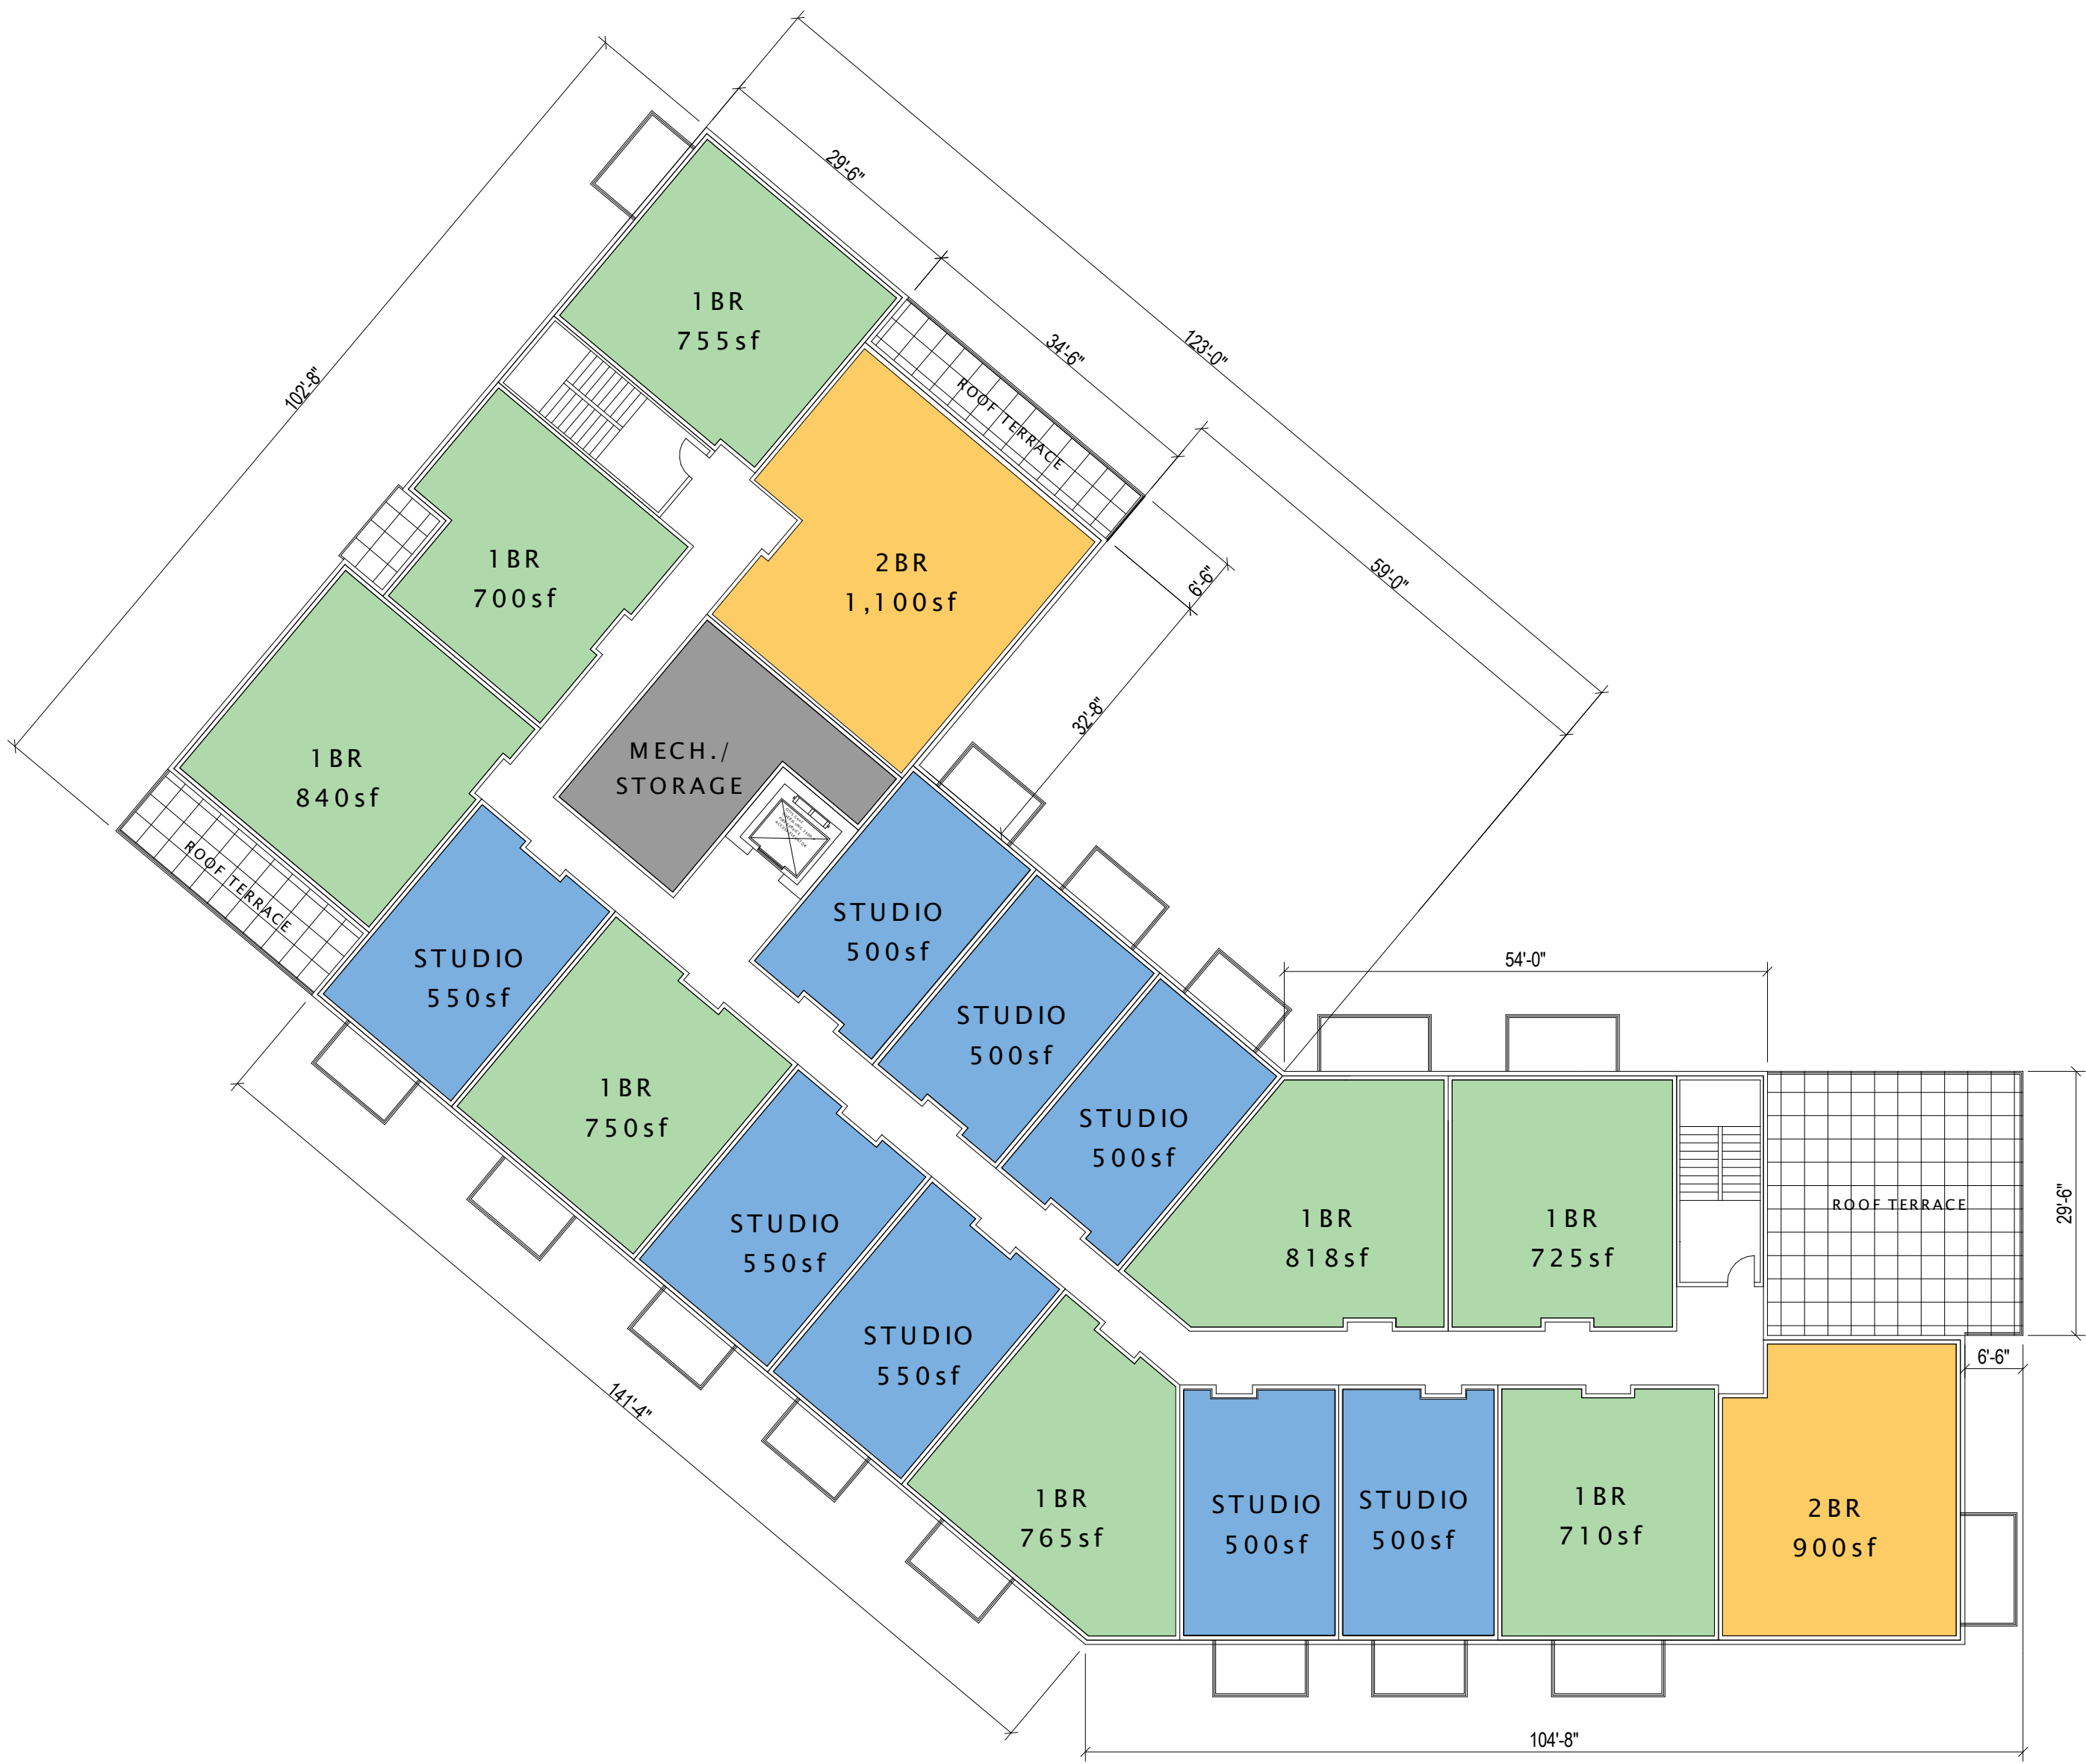 29'-6"
123'-0"
34'-6"
102'-8"
1BR
755sf
ROOF TERRACE
59'-0"
6'-6"
1BR
700sf
2BR
1,100sf
32'-8"
MECH./
STORAGE
1BR
840sf
ROOF TERRACE
STUDIO
500sf
STUDIO
550sf
54'-0"
STUDIO
500sf
1BR
750sf
STUDIO
500sf
1BR
818sf
1BR
725sf
ROOF TERRACE
29'-6"
STUDIO
550sf
STUDIO
550sf
6'-6"
141'-4"
1BR
765sf
STUDIO
500sf
STUDIO
500sf
1BR
710sf
2BR
900sf
104'-8"